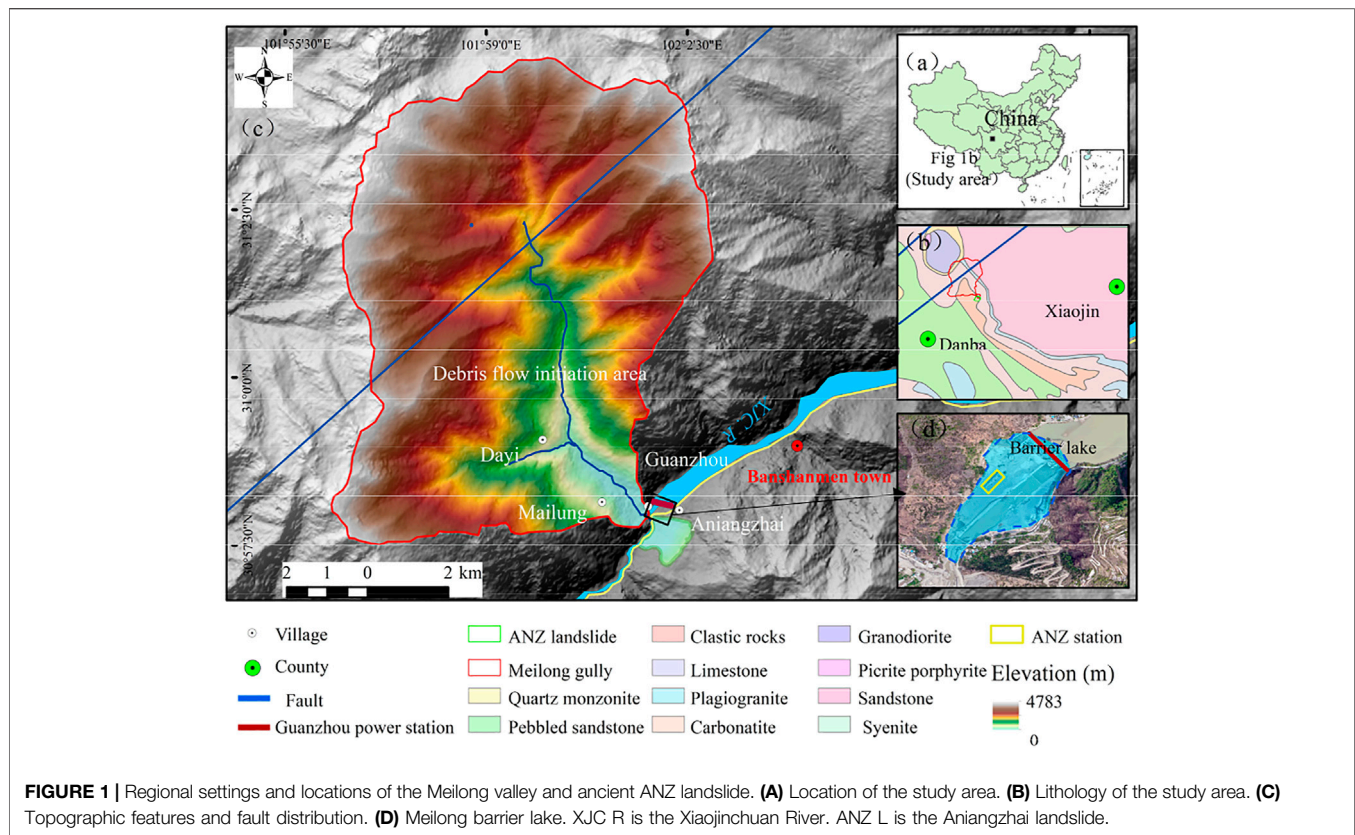 101°55'30"E
101°59'0"E
102°2'30"E
N
W
E
S
(c)
31°2'30"N
31°0'0"N
30°57'30"N
Debris flow initiation area
Dayi
Mailung
Guanzhou
XJC R
Banshanmen town
Aniangzhai
2 1 0 2 km
(a)
China
Fig 1b
(Study area)
(b)
Xiaojin
Danba
(d)
Barrier lake
Village
County
Fault
Guanzhou power station
ANZ landslide
Meilong gully
Quartz monzonite
Pebbled sandstone
Clastic rocks
Limestone
Plagiogranite
Carbonatite
Granodiorite
Picrite porphyrite
Sandstone
Syenite
ANZ station
Elevation (m)
4783
0
FIGURE 1 | Regional settings and locations of the Meilong valley and ancient ANZ landslide. (A) Location of the study area. (B) Lithology of the study area. (C)
Topographic features and fault distribution. (D) Meilong barrier lake. XJC R is the Xiaojinchuan River. ANZ L is the Aniangzhai landslide.